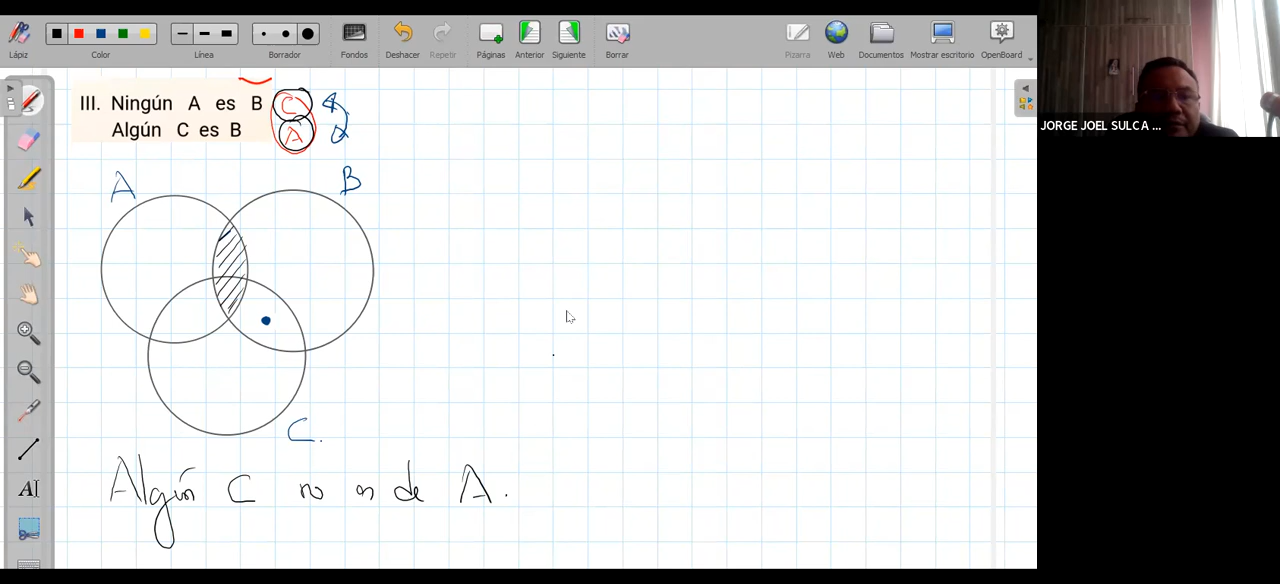 Lápiz
Color
Línea
Borrador
Fondos
Deshacer
Repetir
Páginas
Anterior
Siguiente
Borrar
Pizarra
Web
Documentos
Mostrar escritorio
OpenBoard
III. Ningún A es B C
Algún C es B A
JORGE JOEL SULCA ...
A
B
C.
Algún C no es de A.
AI